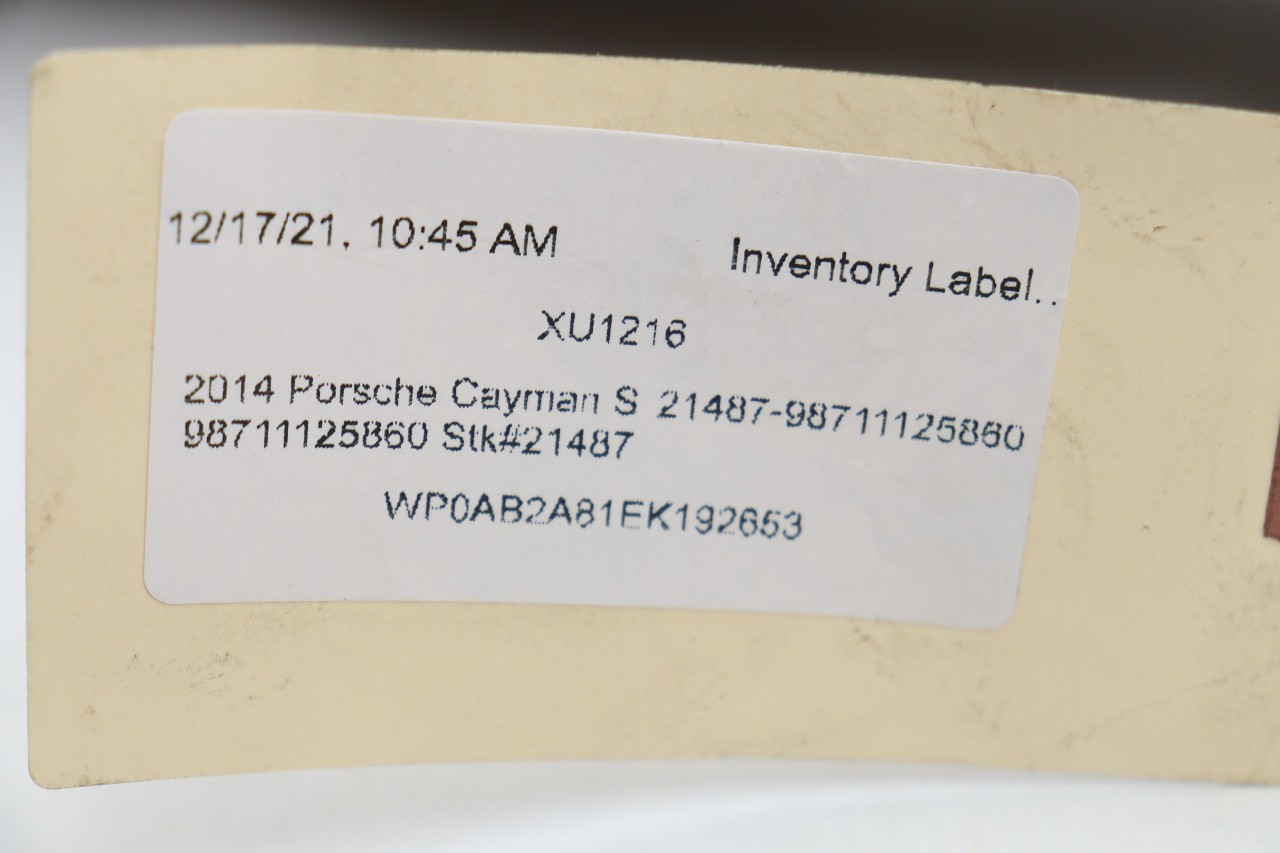 12/17/21, 10:45 AM Inventory Label..
XU1216
2014 Porsche Cayman S 21487-98711125860
98711125860 Stk#21487
WP0AB2A81EK192653